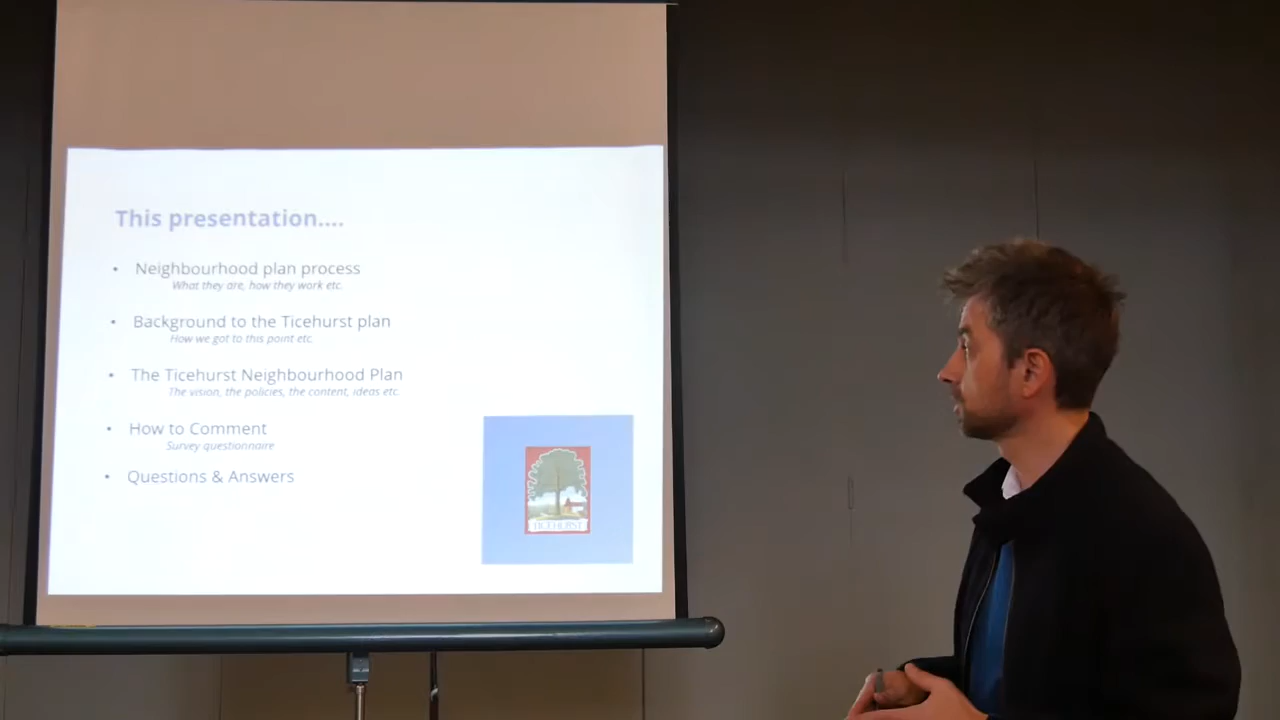 This presentation....
• Neighbourhood plan process
What they are, how they work etc.
• Background to the Ticehurst plan
How we got to this point etc.
• The Ticehurst Neighbourhood Plan
The vision, the policies, the content, ideas etc.
• How to Comment
Survey questionnaire
• Questions & Answers
TICEHURST